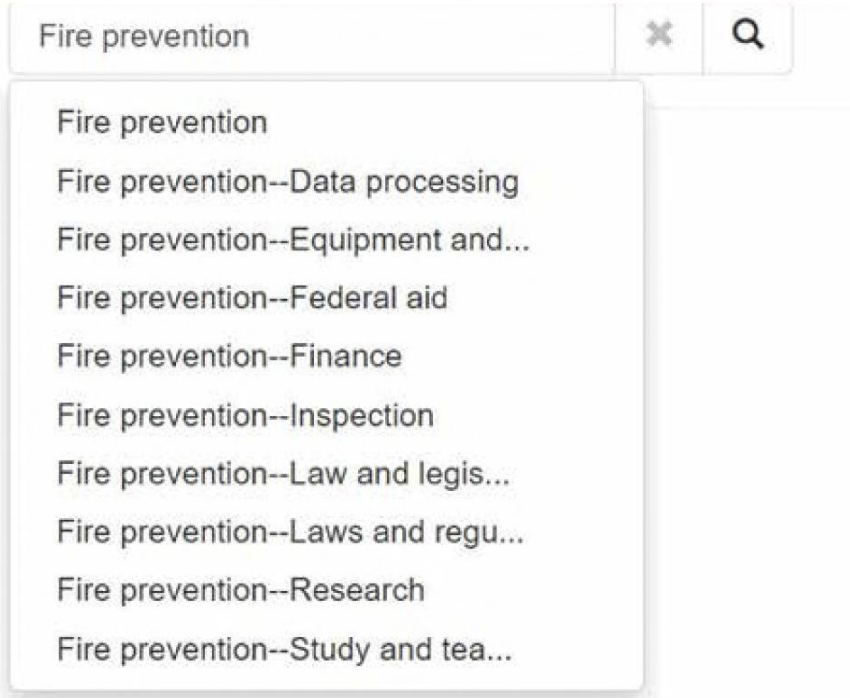 Fire prevention
Fire prevention
Fire prevention--Data processing
Fire prevention--Equipment and...
Fire prevention--Federal aid
Fire prevention--Finance
Fire prevention--Inspection
Fire prevention--Law and legis...
Fire prevention--Laws and regu...
Fire prevention--Research
Fire prevention--Study and tea...